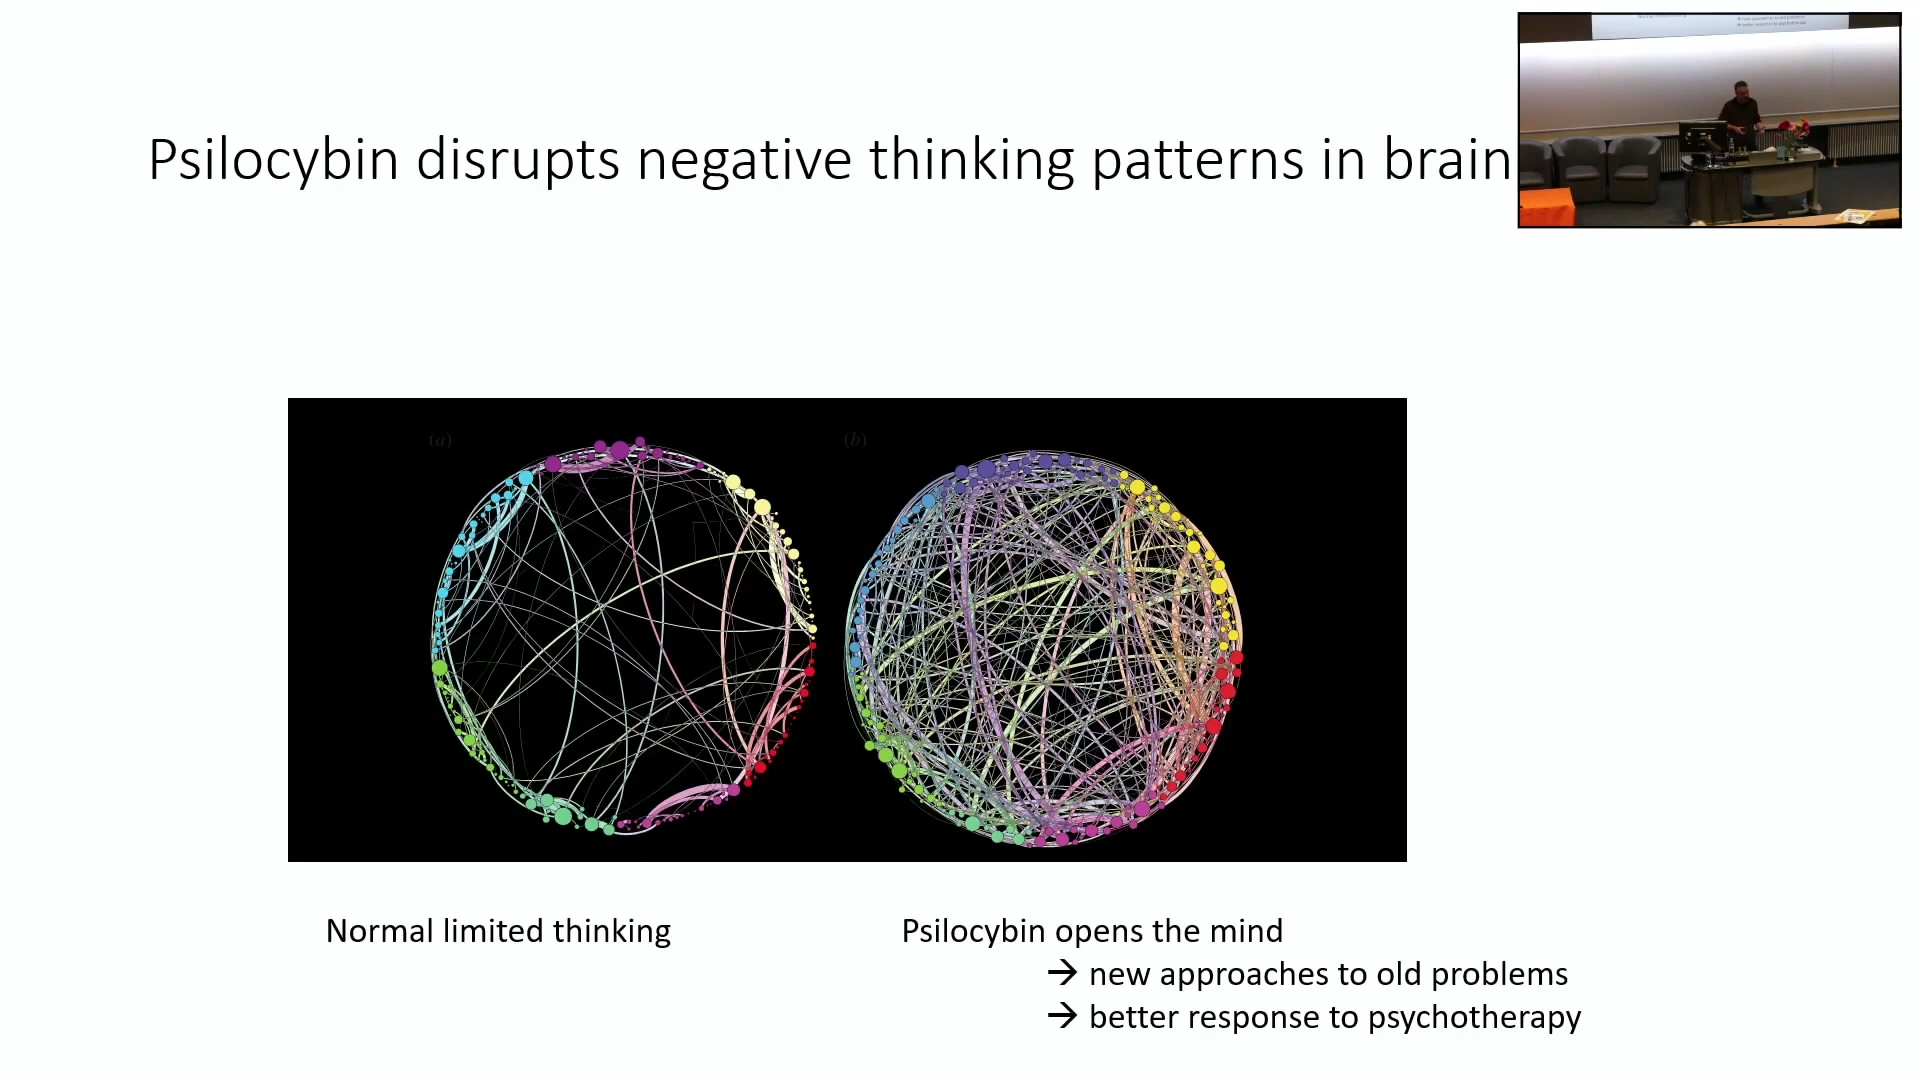 Psilocybin disrupts negative thinking patterns in brain
(a)
(b)
Normal limited thinking
Psilocybin opens the mind
→ new approaches to old problems
→ better response to psychotherapy